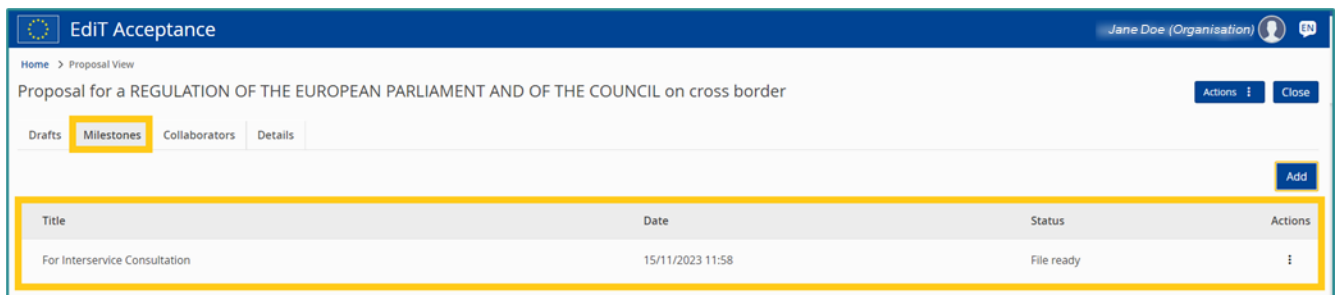 EdiT Acceptance
Jane Doe (Organisation)
EN
Home > Proposal View
Proposal for a REGULATION OF THE EUROPEAN PARLIAMENT AND OF THE COUNCIL on cross border
Actions
Close
Drafts Milestones Collaborators Details
Add
Title Date Status Actions
For Interservice Consultation 15/11/2023 11:58 File ready